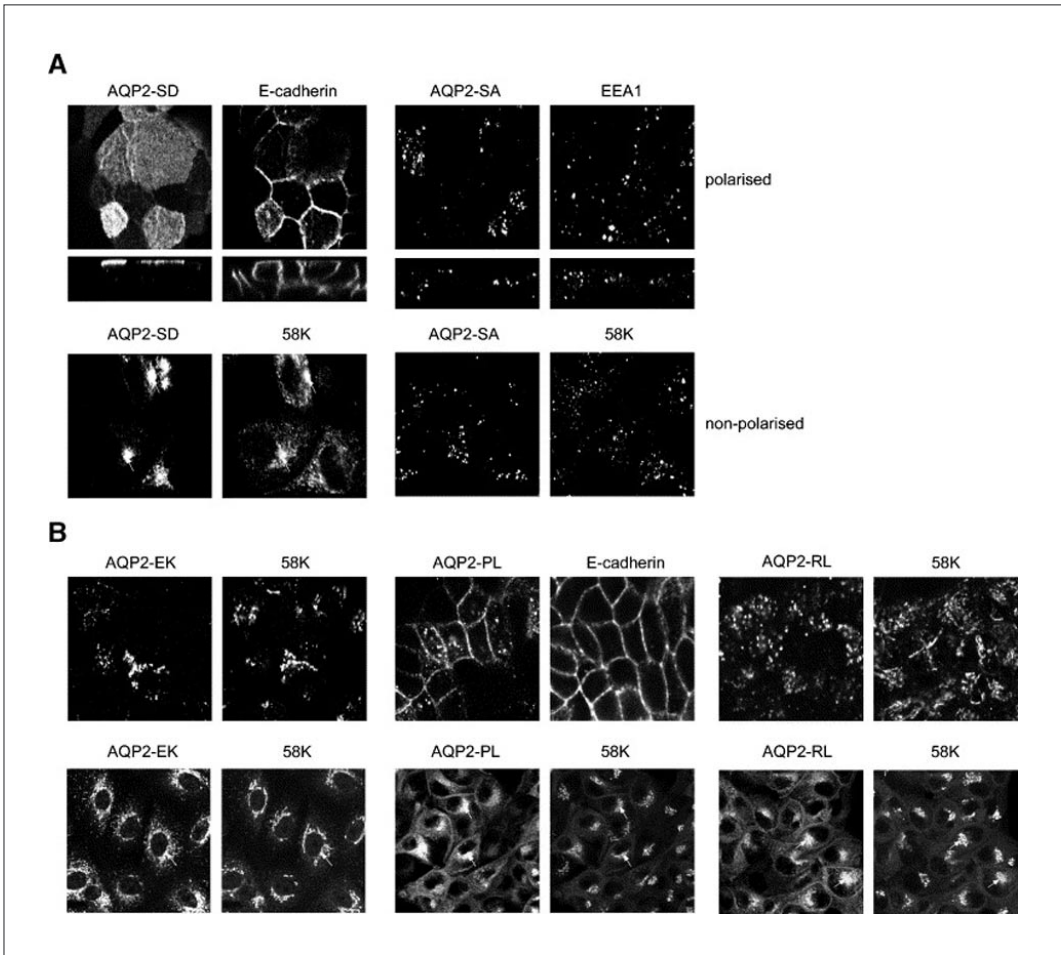 A
AQP2-SD E-cadherin AQP2-SA EEA1
polarised
AQP2-SD 58K AQP2-SA 58K
non-polarised
B
AQP2-EK 58K AQP2-PL E-cadherin AQP2-RL 58K
AQP2-EK 58K AQP2-PL 58K AQP2-RL 58K